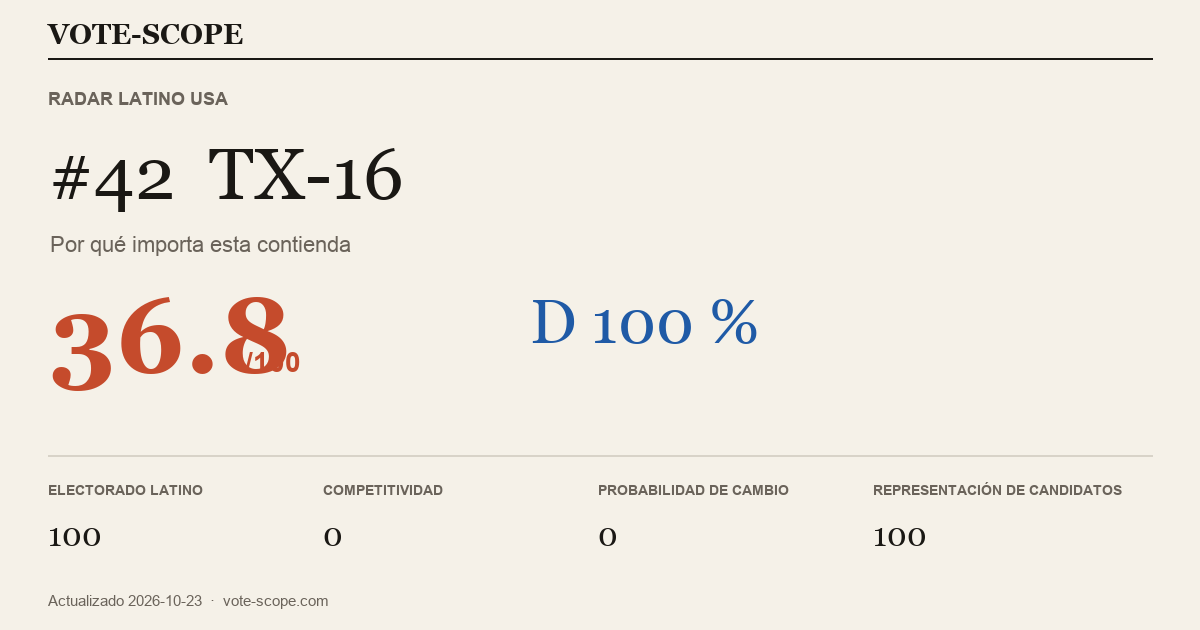 VOTE-SCOPE
RADAR LATINO USA
#42 TX-16
Por qué importa esta contienda
36.8 /100
D 100 %
ELECTORADO LATINO
COMPETITIVIDAD
PROBABILIDAD DE CAMBIO
REPRESENTACIÓN DE CANDIDATOS
100
0
0
100
Actualizado 2026-10-23 · vote-scope.com